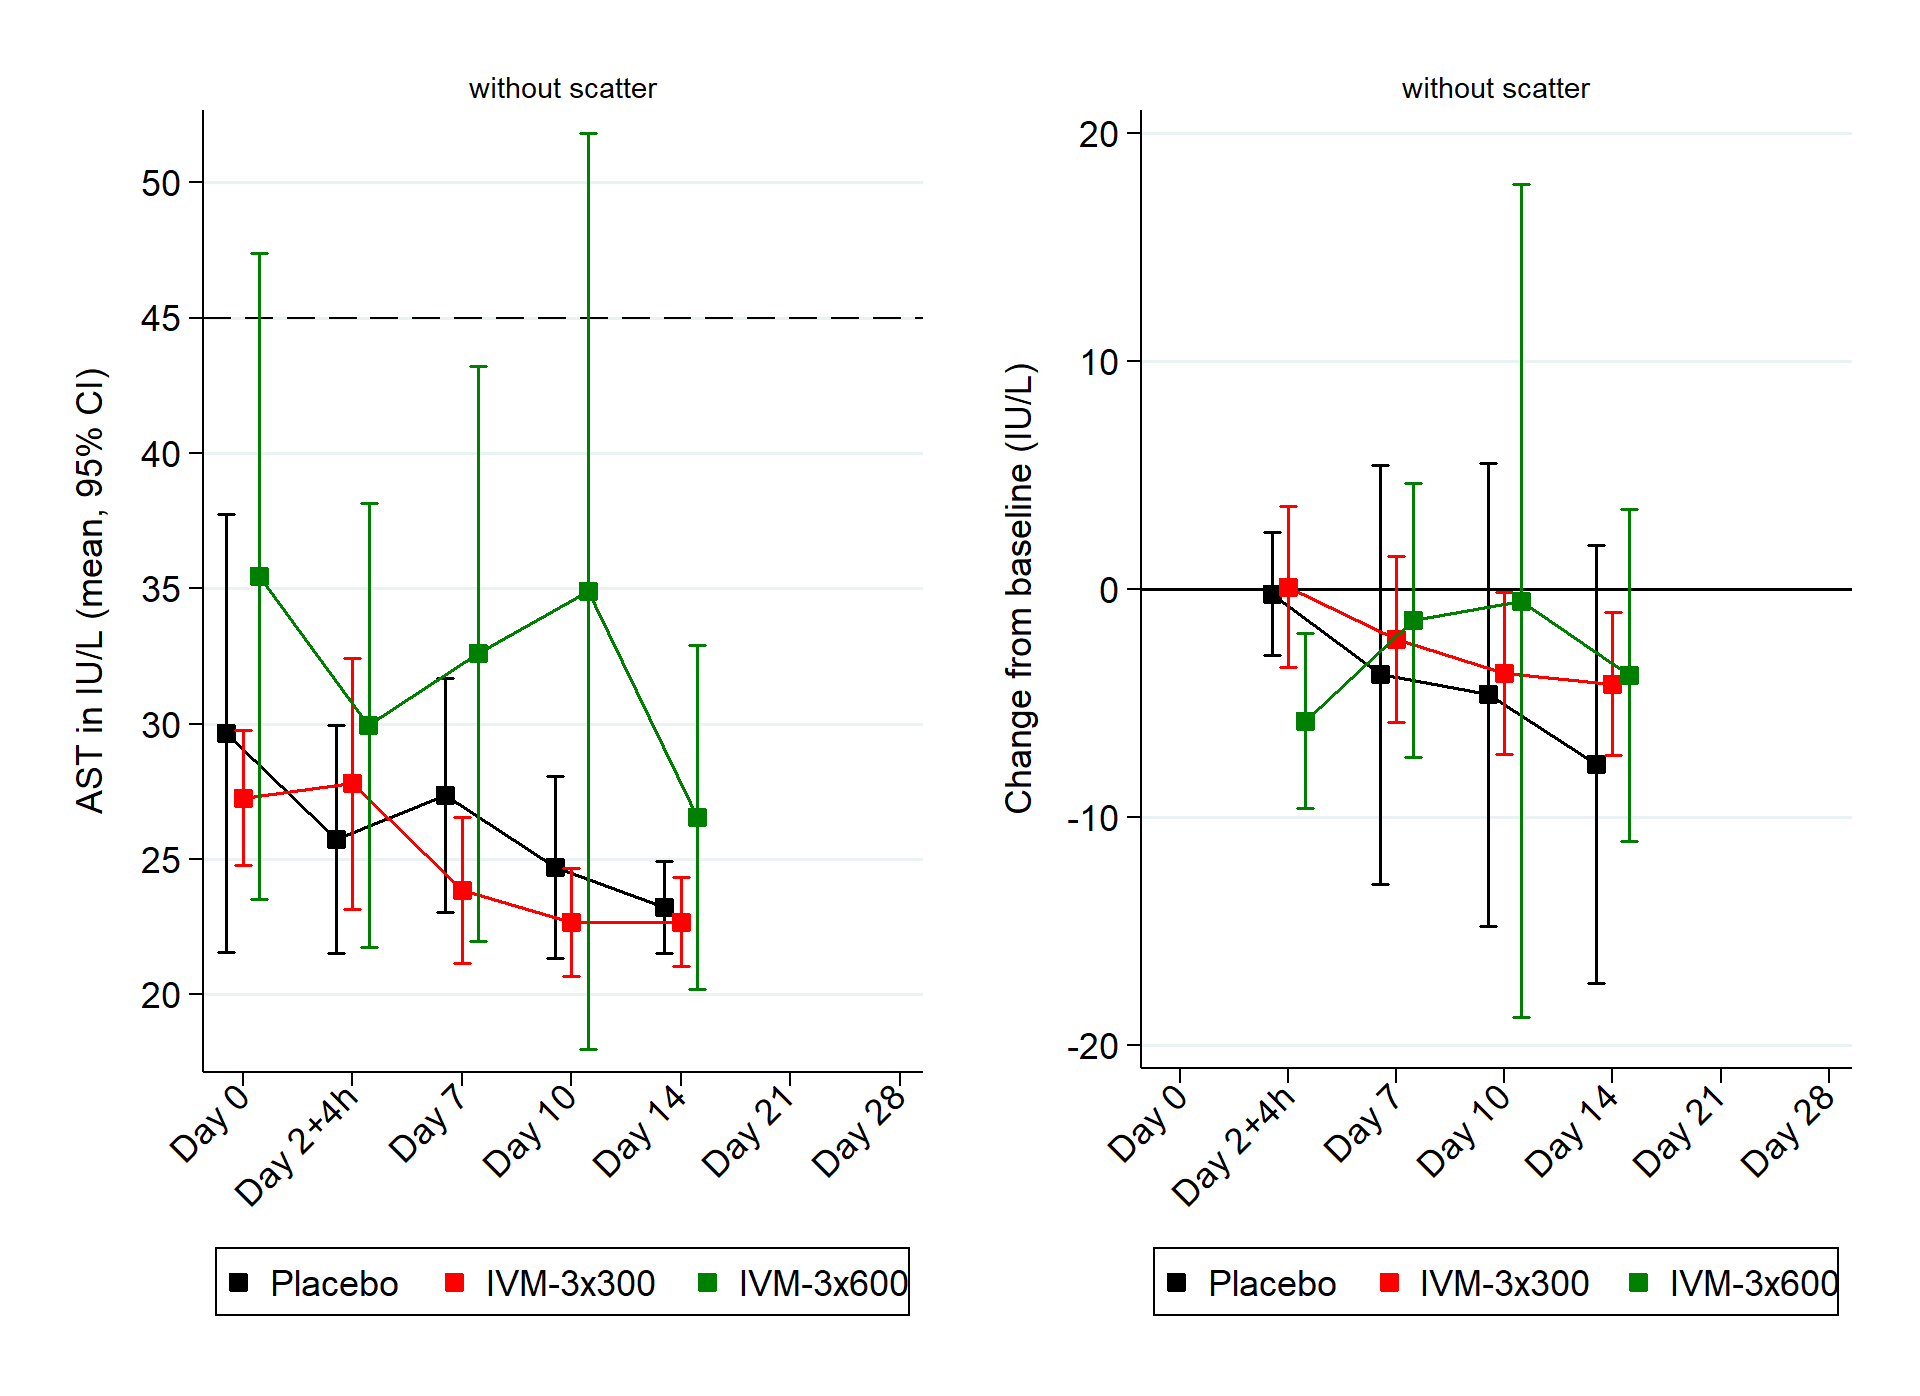 without scatter
AST in IU/L (mean, 95% CI)
50
45
40
35
30
25
20
Day 0
Day 2+4h
Day 7
Day 10
Day 14
Day 21
Day 28
Placebo
IVM-3x300
IVM-3x600
without scatter
Change from baseline (IU/L)
20
10
0
-10
-20
Day 0
Day 2+4h
Day 7
Day 10
Day 14
Day 21
Day 28
Placebo
IVM-3x300
IVM-3x600